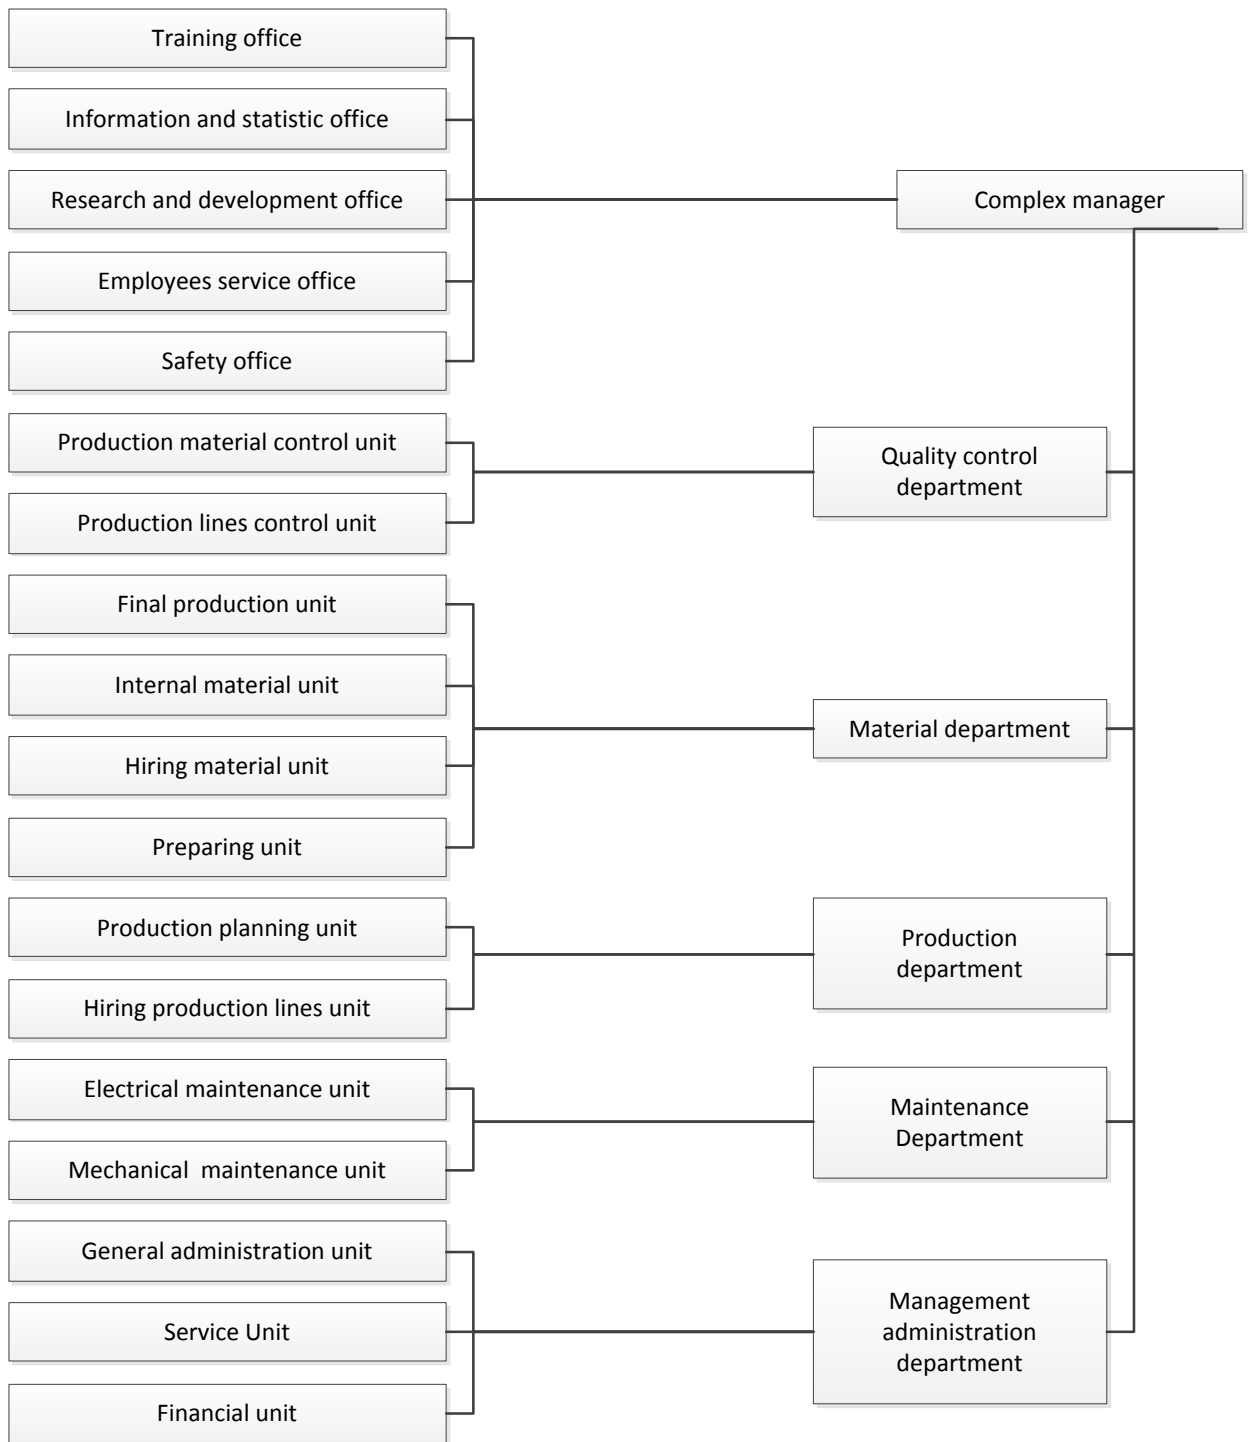 Training office
Information and statistic office
Research and development office
Complex manager
Employees service office
Safety office
Production material control unit
Quality control
department
Production lines control unit
Final production unit
Internal material unit
Material department
Hiring material unit
Preparing unit
Production planning unit
Production
department
Hiring production lines unit
Electrical maintenance unit
Maintenance
Department
Mechanical  maintenance unit
General administration unit
Management
administration
department
Service Unit
Financial unit